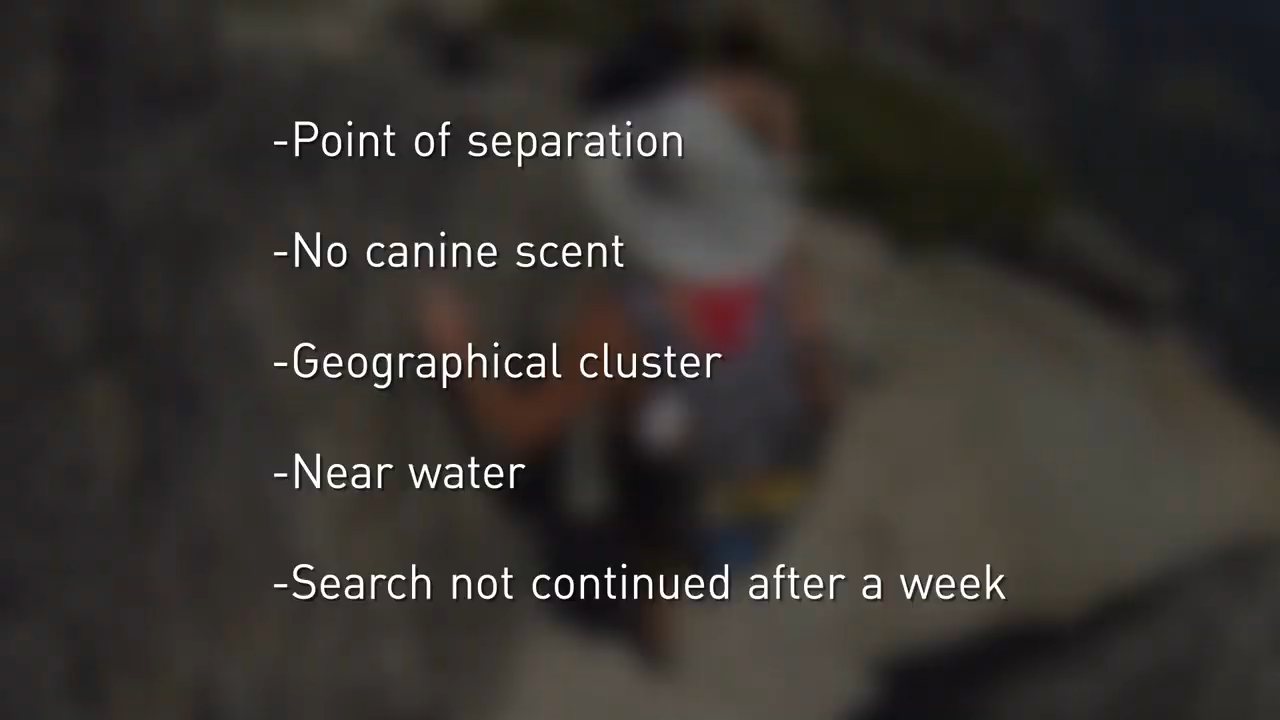 -Point of separation
-No canine scent
-Geographical cluster
-Near water
-Search not continued after a week